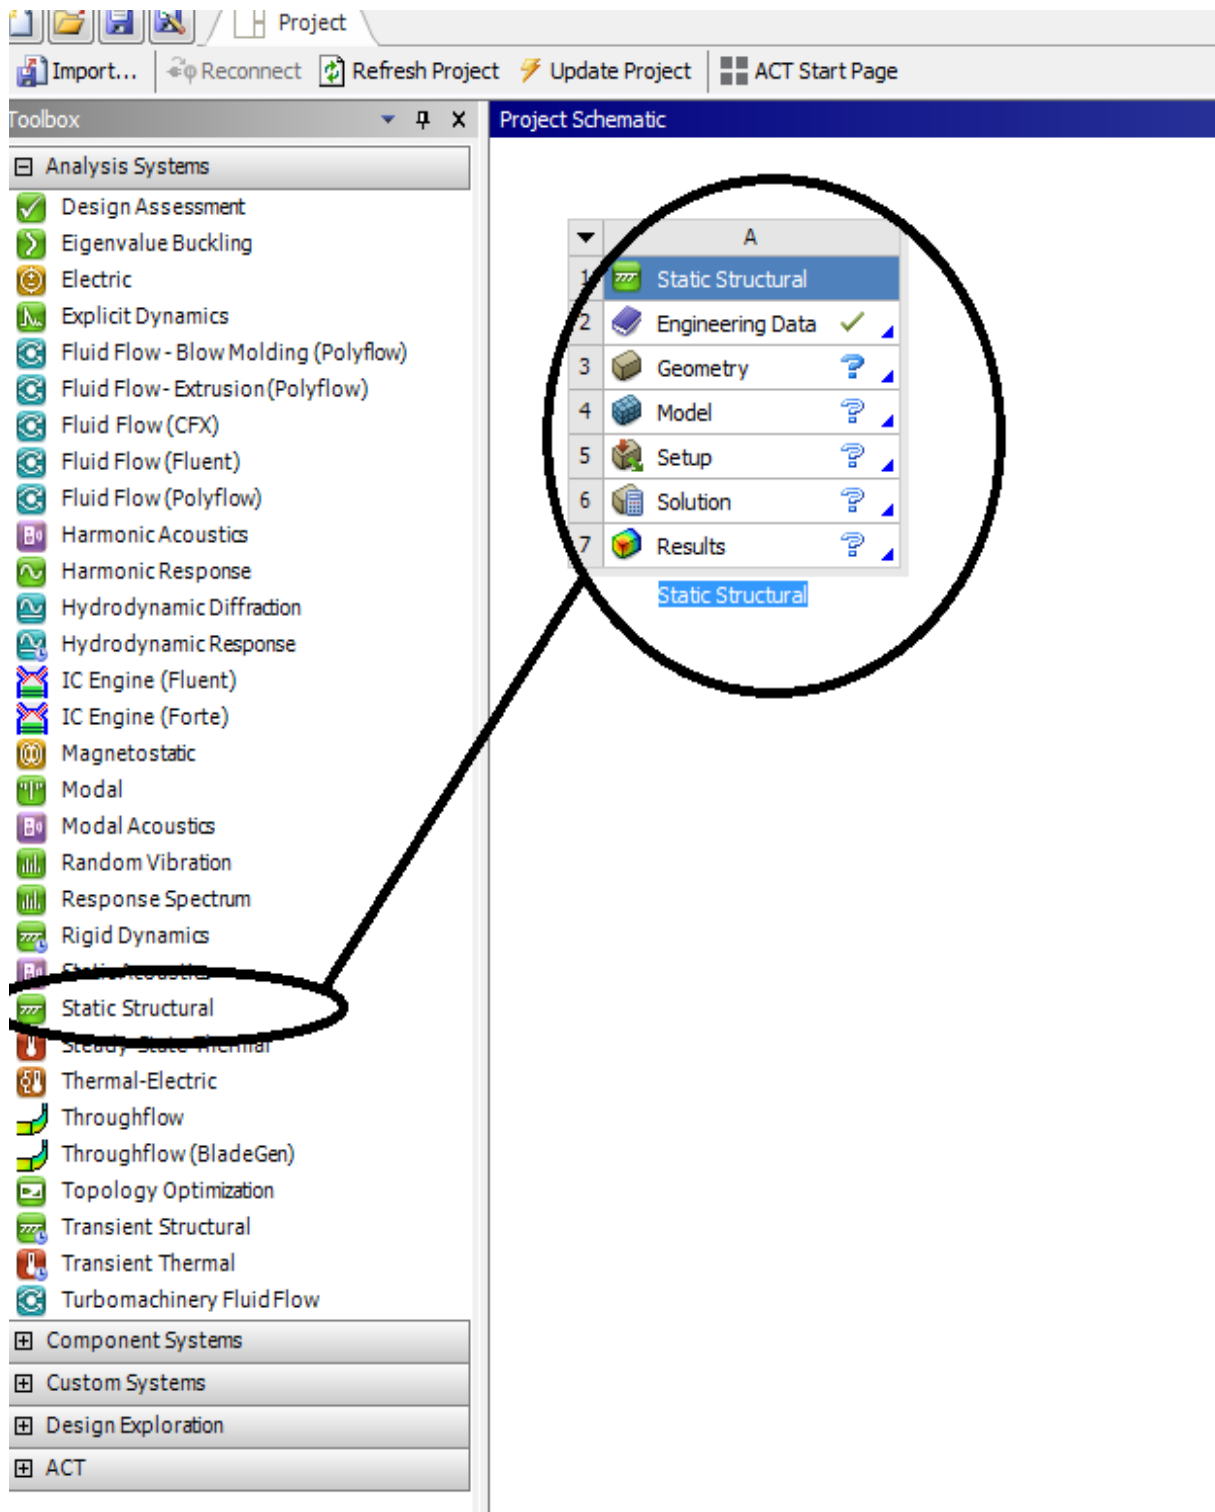 Project
Import...
Reconnect
Refresh Project
Update Project
ACT Start Page
Toolbox
Analysis Systems
Design Assessment
Eigenvalue Buckling
Electric
Explicit Dynamics
Fluid Flow - Blow Molding (Polyflow)
Fluid Flow - Extrusion (Polyflow)
Fluid Flow (CFX)
Fluid Flow (Fluent)
Fluid Flow (Polyflow)
Harmonic Acoustics
Harmonic Response
Hydrodynamic Diffraction
Hydrodynamic Response
IC Engine (Fluent)
IC Engine (Forte)
Magnetostatic
Modal
Modal Acoustics
Random Vibration
Response Spectrum
Rigid Dynamics
Static Acoustics
Static Structural
Steady-State Thermal
Thermal-Electric
Throughflow
Throughflow (BladeGen)
Topology Optimization
Transient Structural
Transient Thermal
Turbomachinery Fluid Flow
Component Systems
Custom Systems
Design Exploration
ACT
Project Schematic
A
1 Static Structural
2 Engineering Data
3 Geometry
4 Model
5 Setup
6 Solution
7 Results
Static Structural